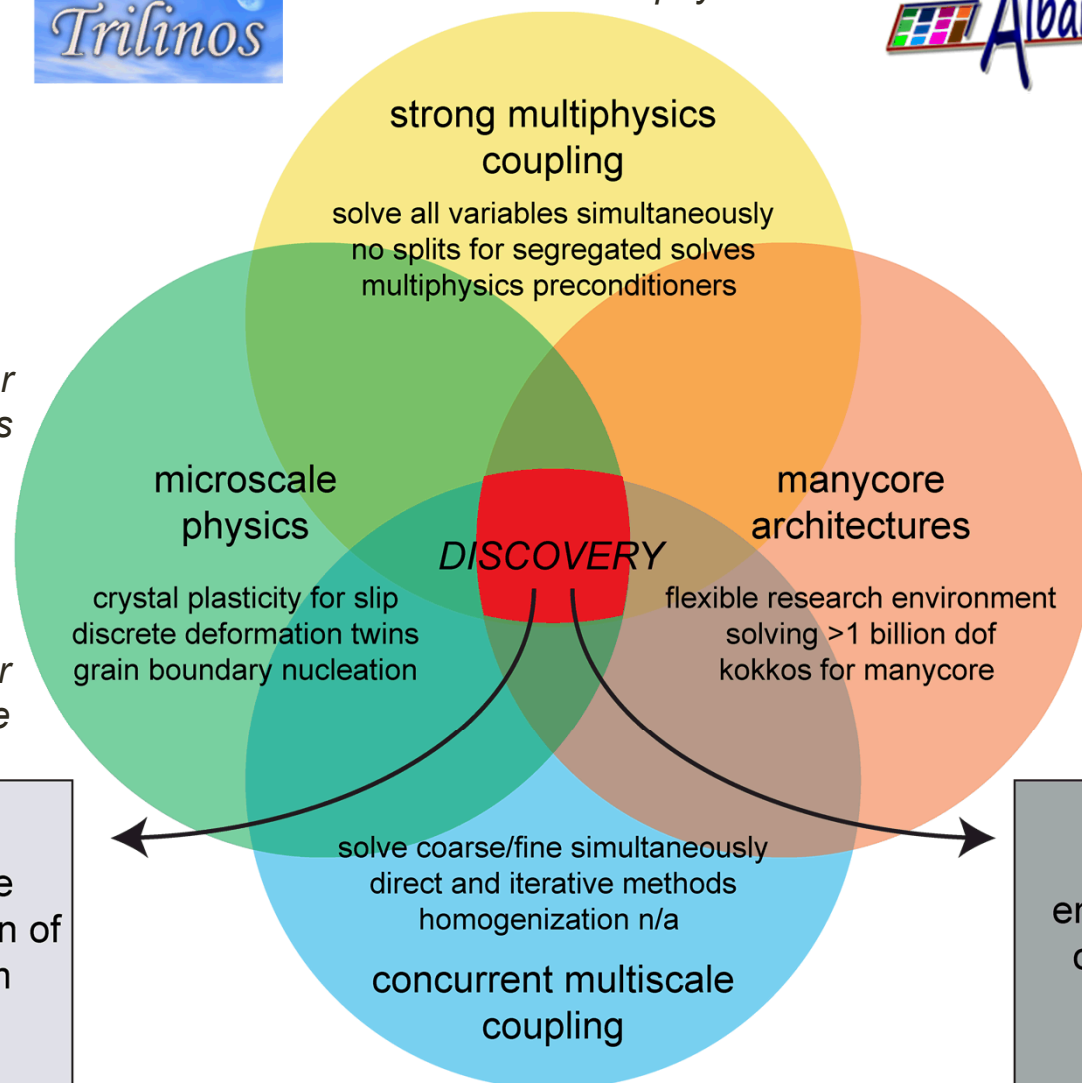 Trilinos
strong multiphysics
coupling
solve all variables simultaneously
no splits for segregated solves
multiphysics preconditioners
microscale
physics
crystal plasticity for slip
discrete deformation twins
grain boundary nucleation
DISCOVERY
manycore
architectures
flexible research environment
solving >1 billion dof
kokkos for manycore
solve coarse/fine simultaneously
direct and iterative methods
homogenization n/a
concurrent multiscale
coupling
of